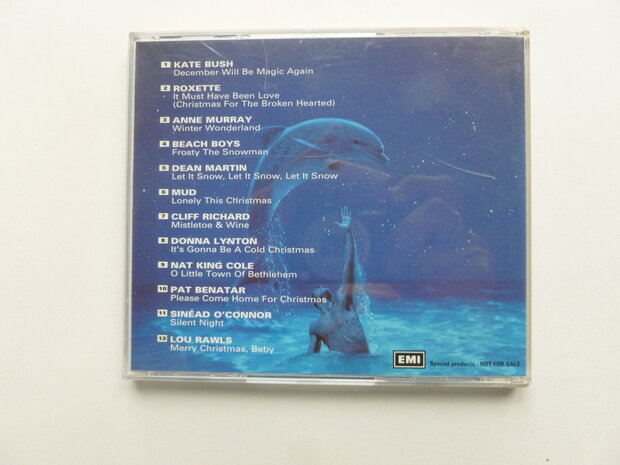 1 KATE BUSH
December Will Be Magic Again
2 ROXETTE
It Must Have Been Love
(Christmas For The Broken Hearted)
3 ANNE MURRAY
Winter Wonderland
4 BEACH BOYS
Frosty The Snowman
5 DEAN MARTIN
Let It Snow, Let It Snow, Let It Snow
6 MUD
Lonely This Christmas
7 CLIFF RICHARD
Mistletoe & Wine
8 DONNA LYNTON
It's Gonna Be A Cold Christmas
9 NAT KING COLE
O Little Town Of Bethlehem
10 PAT BENATAR
Please Come Home For Christmas
11 SINÉAD O'CONNOR
Silent Night
12 LOU RAWLS
Merry Christmas, Baby
EMI Special products - NOT FOR SALE